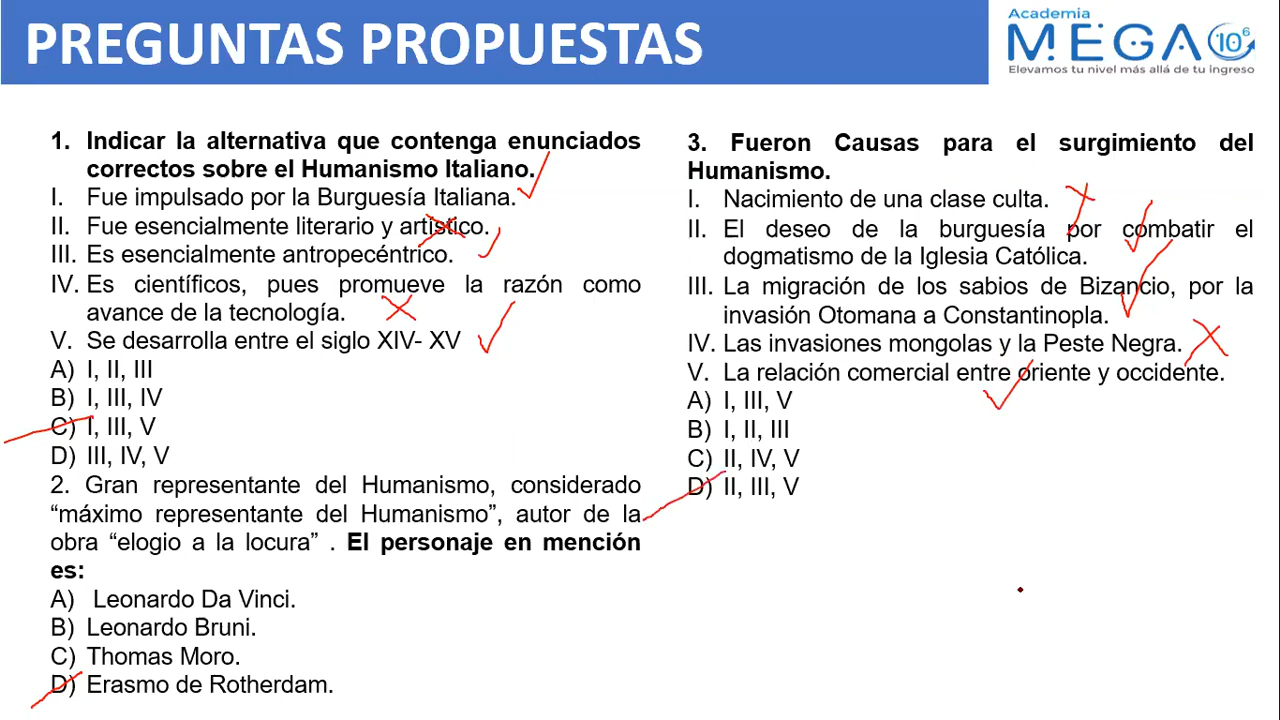 PREGUNTAS PROPUESTAS
Academia
MEGA 10⁶
Elevamos tu nivel más allá de tu ingreso
1. Indicar la alternativa que contenga enunciados
correctos sobre el Humanismo Italiano.
I. Fue impulsado por la Burguesía Italiana.
II. Fue esencialmente literario y artístico.
III. Es esencialmente antropecéntrico.
IV. Es científicos, pues promueve la razón como
avance de la tecnología.
V. Se desarrolla entre el siglo XIV- XV
A) I, II, III
B) I, III, IV
C) I, III, V
D) III, IV, V
2. Gran representante del Humanismo, considerado
“máximo representante del Humanismo”, autor de la
obra “elogio a la locura” . El personaje en mención
es:
A) Leonardo Da Vinci.
B) Leonardo Bruni.
C) Thomas Moro.
D) Erasmo de Rotherdam.
3. Fueron Causas para el surgimiento del
Humanismo.
I. Nacimiento de una clase culta.
II. El deseo de la burguesía por combatir el
dogmatismo de la Iglesia Católica.
III. La migración de los sabios de Bizancio, por la
invasión Otomana a Constantinopla.
IV. Las invasiones mongolas y la Peste Negra.
V. La relación comercial entre oriente y occidente.
A) I, III, V
B) I, II, III
C) II, IV, V
D) II, III, V